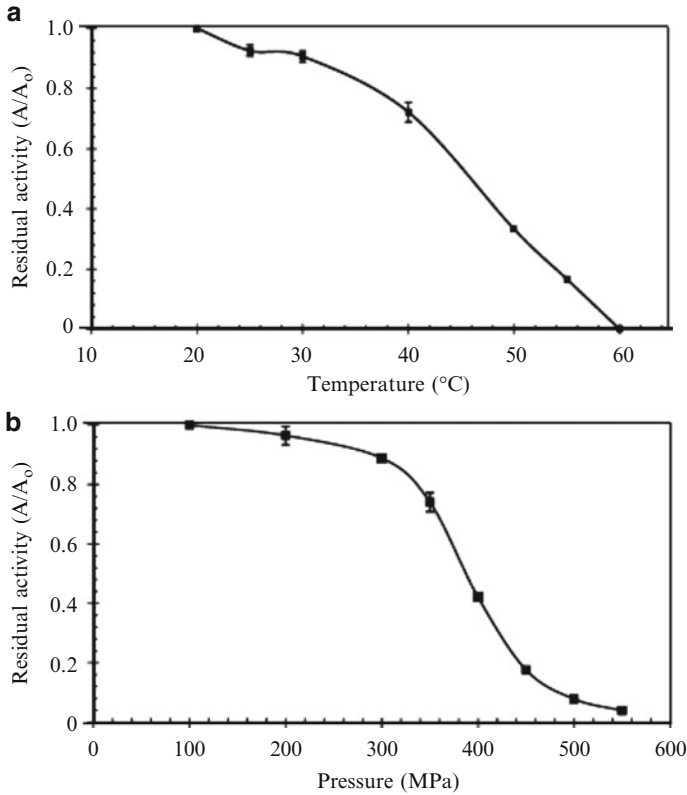 a
Residual activity (A/Aₒ)
1.0
0.8
0.6
0.4
0.2
0
10 20 30 40 50 60
Temperature (°C)
b
Residual activity (A/Aₒ)
1.0
0.8
0.6
0.4
0.2
0
0 100 200 300 400 500 600
Pressure (MPa)